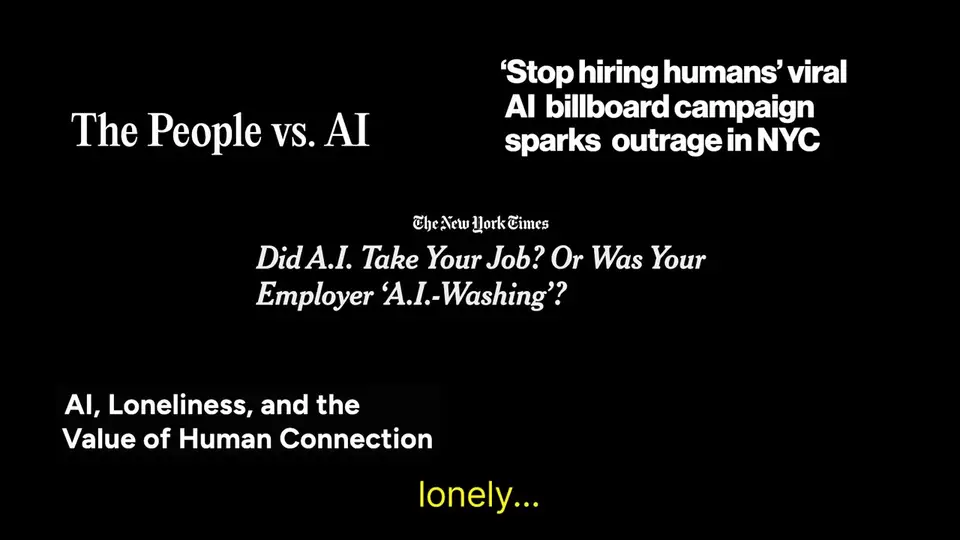 The People vs. AI
‘Stop hiring humans’ viral
AI billboard campaign
sparks outrage in NYC
The New York Times
Did A.I. Take Your Job? Or Was Your
Employer ‘A.I.-Washing’?
AI, Loneliness, and the
Value of Human Connection
lonely...